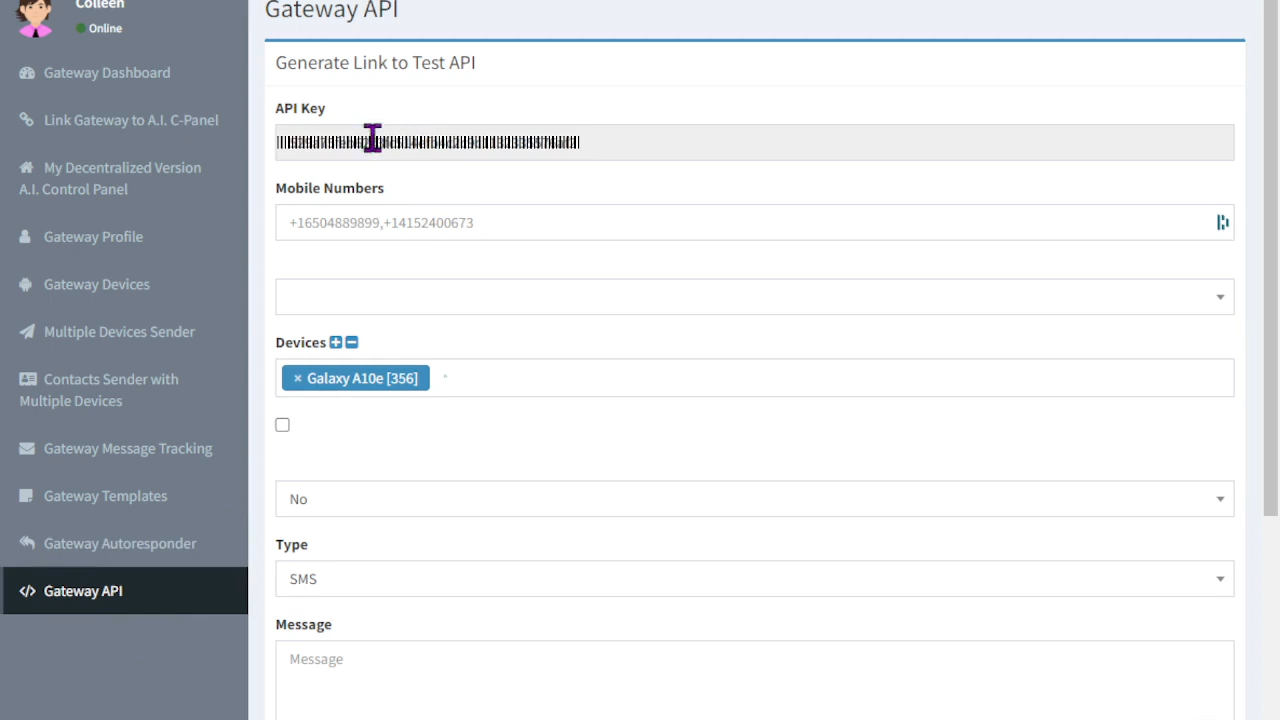 Colleen
Online
Gateway Dashboard
Link Gateway to A.I. C-Panel
My Decentralized Version
A.I. Control Panel
Gateway Profile
Gateway Devices
Multiple Devices Sender
Contacts Sender with
Multiple Devices
Gateway Message Tracking
Gateway Templates
Gateway Autoresponder
Gateway API
Gateway API
Generate Link to Test API
API Key
Mobile Numbers
+16504889899,+14152400673
Devices
× Galaxy A10e [356]
No
Type
SMS
Message
Message